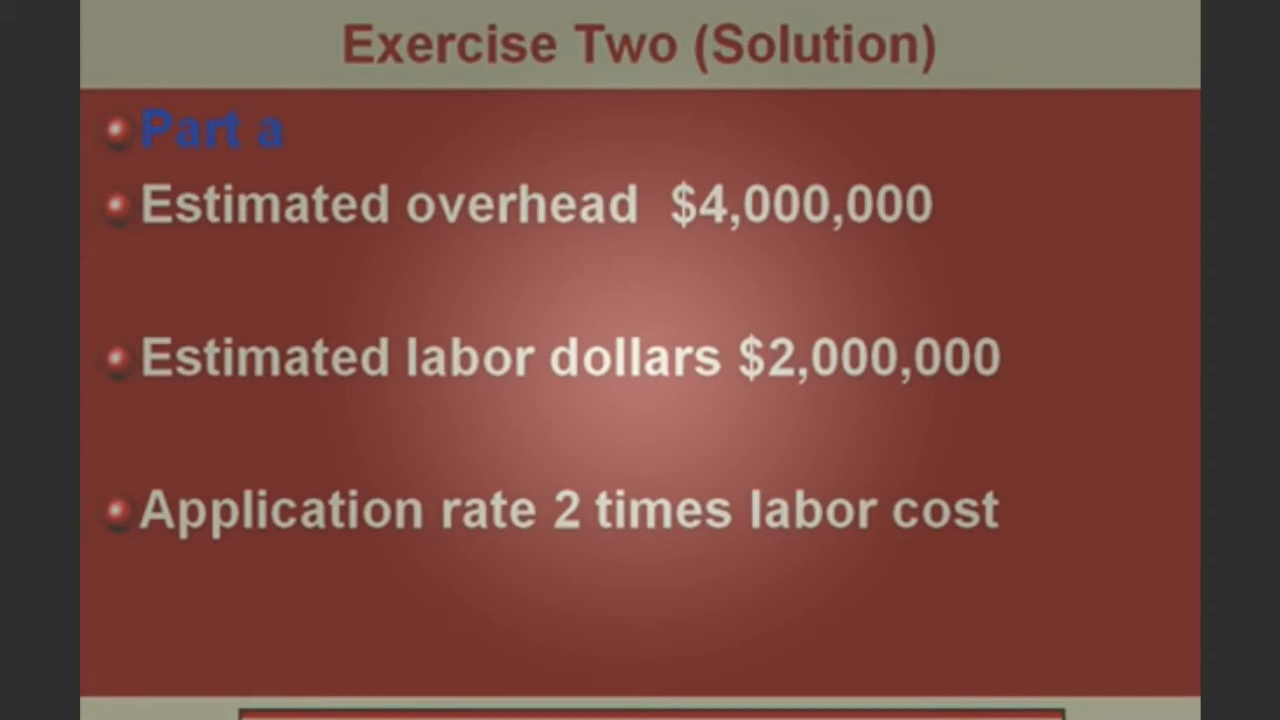 Exercise Two (Solution)
Part a
Estimated overhead $4,000,000
Estimated labor dollars $2,000,000
Application rate 2 times labor cost